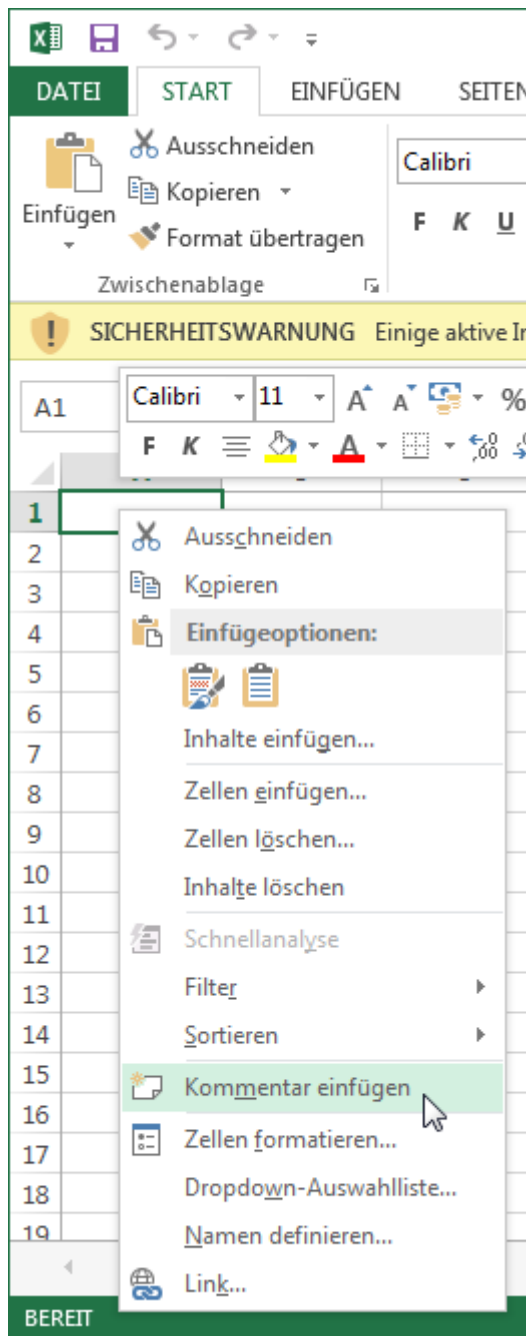 DATEI START EINFÜGEN SEITEN
Ausschneiden
Calibri
Kopieren
Einfügen
F K U
Format übertragen
Zwischenablage
SICHERHEITSWARNUNG Einige aktive
A1
Calibri 11 A A %
F K A
1
2
3
4
5
6
7
8
9
10
11
12
13
14
15
16
17
18
19
Ausschneiden
Kopieren
Einfügeoptionen:
Inhalte einfügen...
Zellen einfügen...
Zellen löschen...
Inhalte löschen
Schnellanalyse
Filter
Sortieren
Kommentar einfügen
Zellen formatieren...
Dropdown-Auswahlliste...
Namen definieren...
Link...
BEREIT